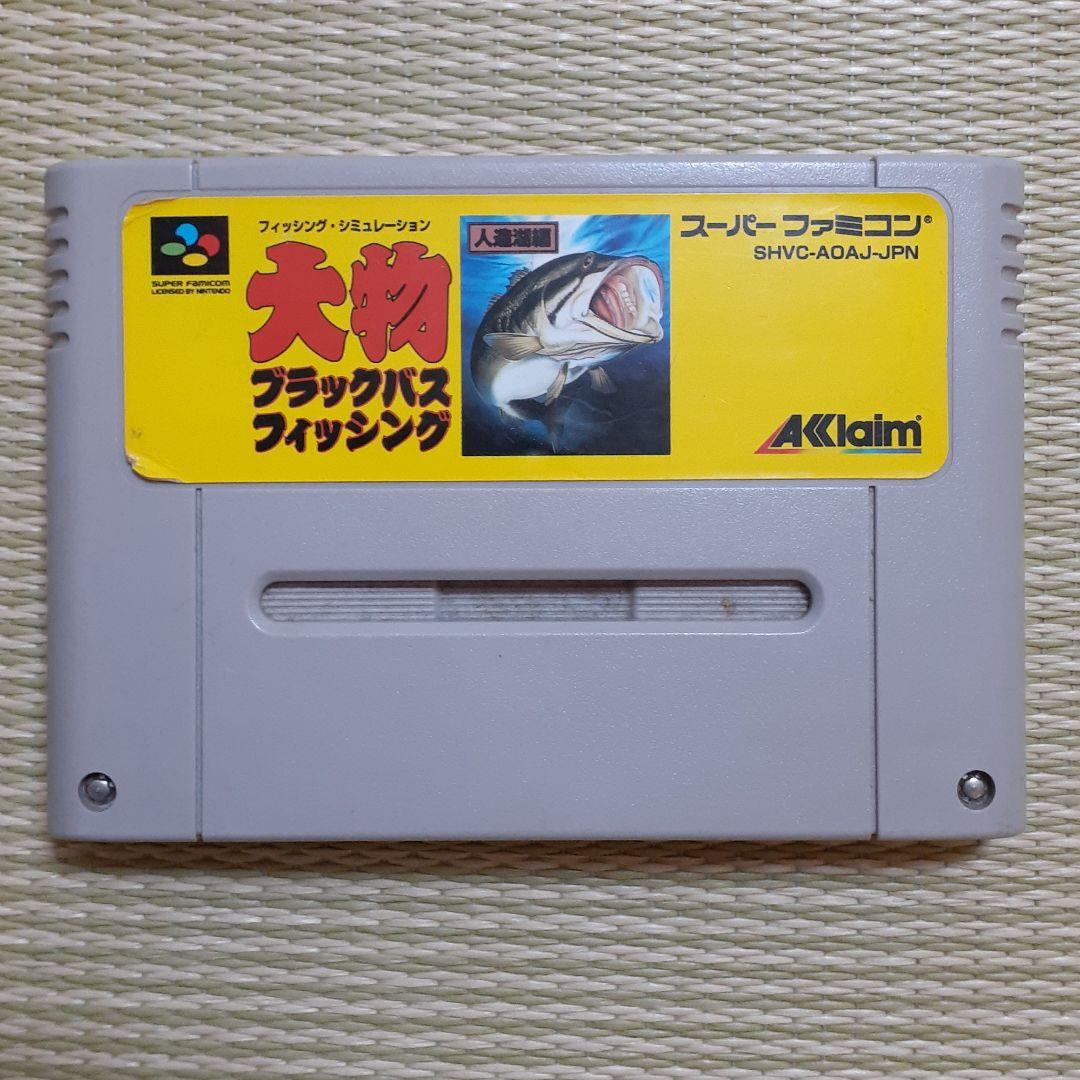 SUPER FAMICOM
LICENSED BY NINTENDO
フィッシング・シミュレーション
大物
ブラックバス
フィッシング
人造湖編
スーパーファミコン®
SHVC-AOAJ-JPN
AKKlaim